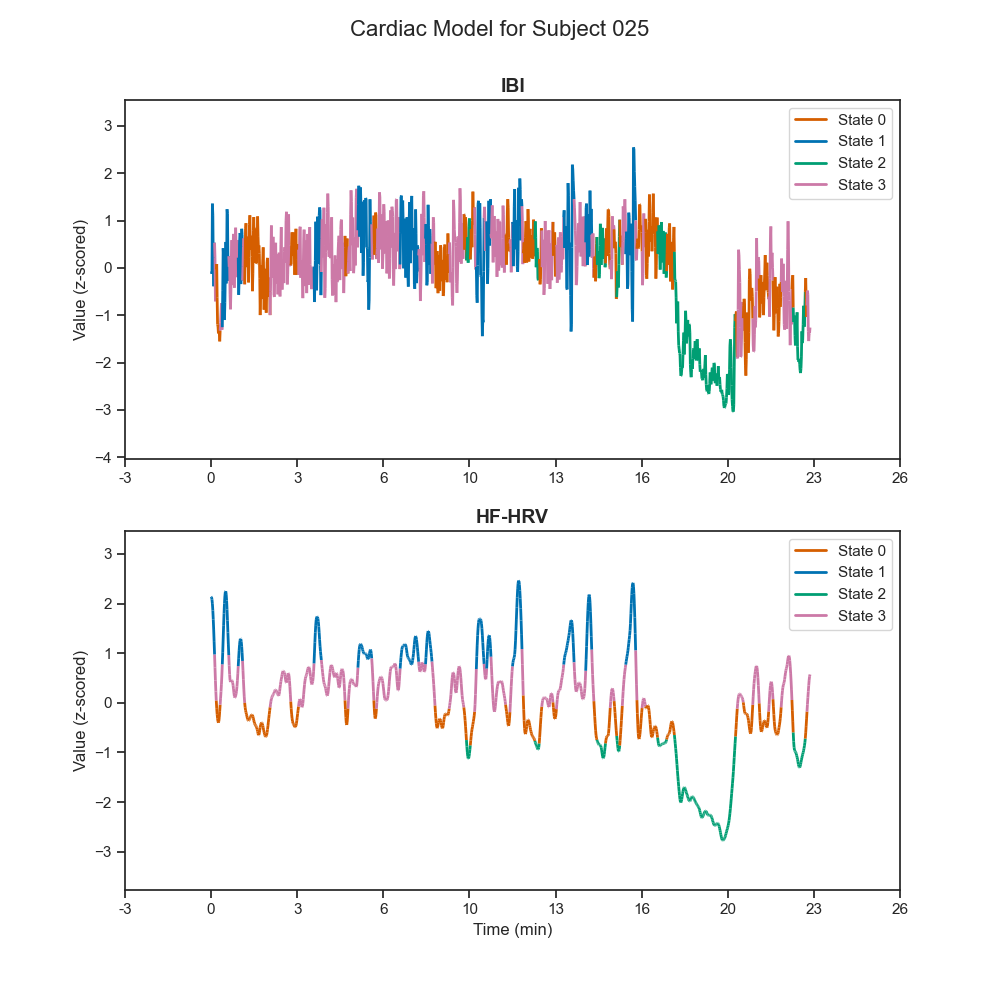 Cardiac Model for Subject 025
IBI
Value (z-scored)
3
2
1
0
−1
−2
−3
−4
-3
0
3
6
10
13
16
20
23
26
State 0
State 1
State 2
State 3
HF-HRV
Value (z-scored)
3
2
1
0
−1
−2
−3
-3
0
3
6
10
13
16
20
23
26
State 0
State 1
State 2
State 3
Time (min)